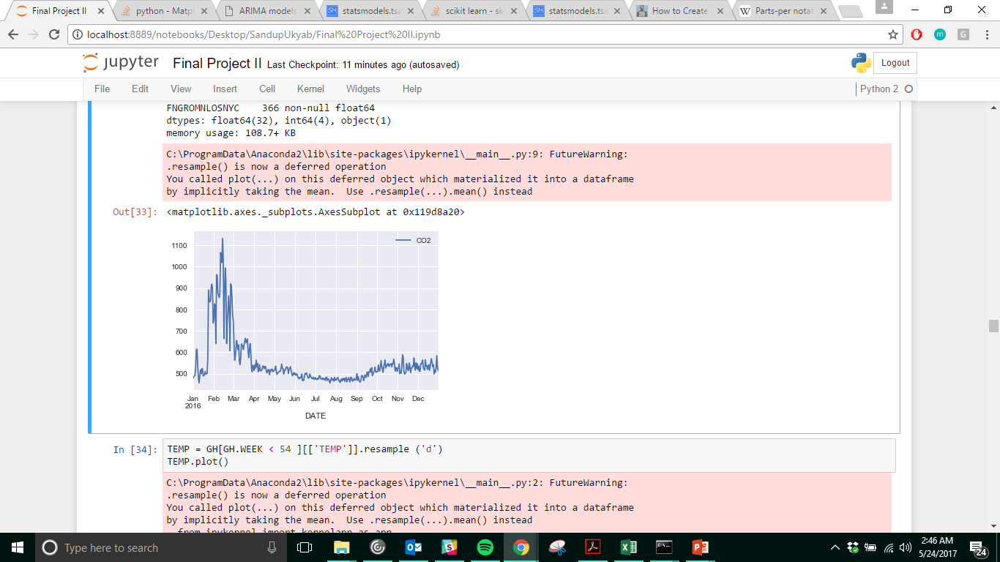 Final Project II
python - Matpl
ARIMA models
statsmodels.tsa
scikit learn - sk
statsmodels.tsa
How to Create
Parts-per notat
localhost:8889/notebooks/Desktop/SandupUkyab/Final%20Project%20II.ipynb
jupyter
Final Project II Last Checkpoint: 11 minutes ago (autosaved)
Logout
File Edit View Insert Cell Kernel Widgets Help
Python 2
FNGROMNLOSNYC    366 non-null float64
dtypes: float64(32), int64(4), object(1)
memory usage: 108.7+ KB
C:\ProgramData\Anaconda2\lib\site-packages\ipykernel\__main__.py:9: FutureWarning:
.resample() is now a deferred operation
You called plot(...) on this deferred object which materialized it into a dataframe
by implicitly taking the mean.  Use .resample(...).mean() instead
Out[33]: <matplotlib.axes._subplots.AxesSubplot at 0x119d8a20>
CO2
1100
1000
900
800
700
600
500
Jan Feb Mar Apr May Jun Jul Aug Sep Oct Nov Dec
2016
DATE
In [34]: TEMP = GH[GH.WEEK < 54 ][['TEMP']].resample ('d')
TEMP.plot()
C:\ProgramData\Anaconda2\lib\site-packages\ipykernel\__main__.py:2: FutureWarning:
.resample() is now a deferred operation
You called plot(...) on this deferred object which materialized it into a dataframe
by implicitly taking the mean.  Use .resample(...).mean() instead
from ipykernel import kernelapp as app
Type here to search
2:46 AM
5/24/2017
24